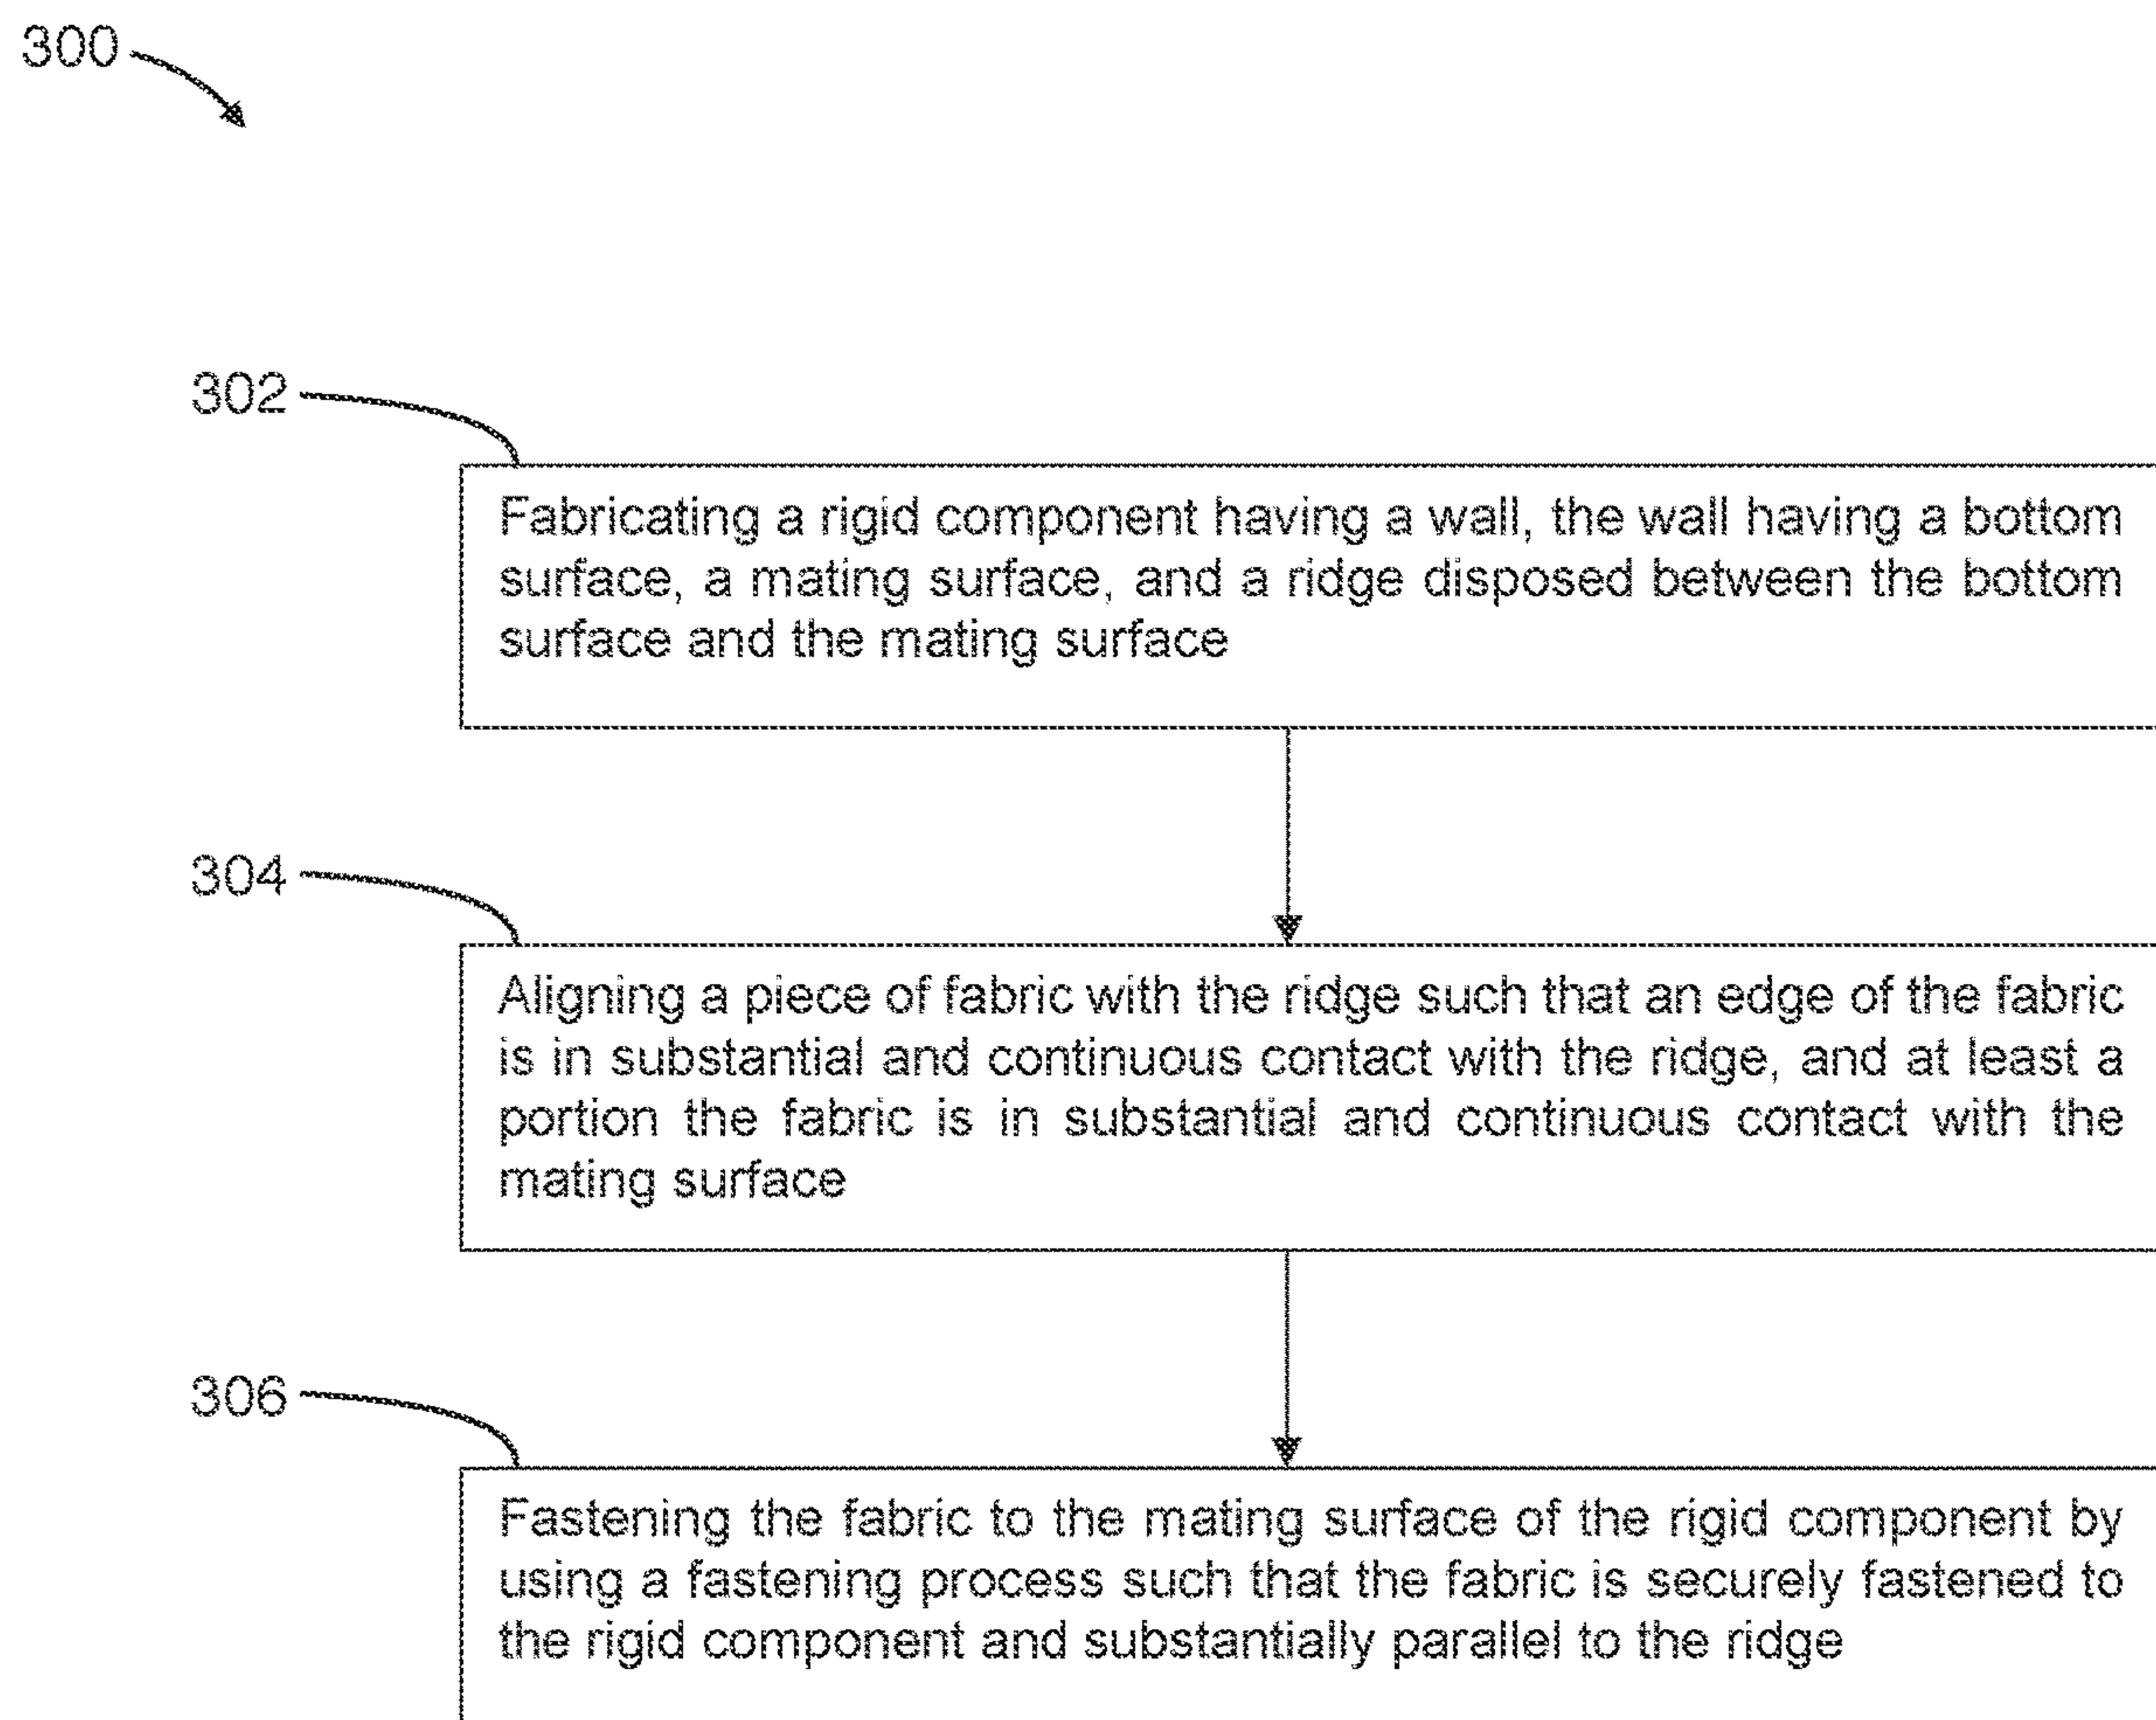 300
302
Fabricating a rigid component having a wall, the wall having a bottom
surface, a mating surface, and a ridge disposed between the bottom
surface and the mating surface
304
Aligning a piece of fabric with the ridge such that an edge of the fabric
is in substantial and continuous contact with the ridge, and at least a
portion the fabric is in substantial and continuous contact with the
mating surface
306
Fastening the fabric to the mating surface of the rigid component by
using a fastening process such that the fabric is securely fastened to
the rigid component and substantially parallel to the ridge